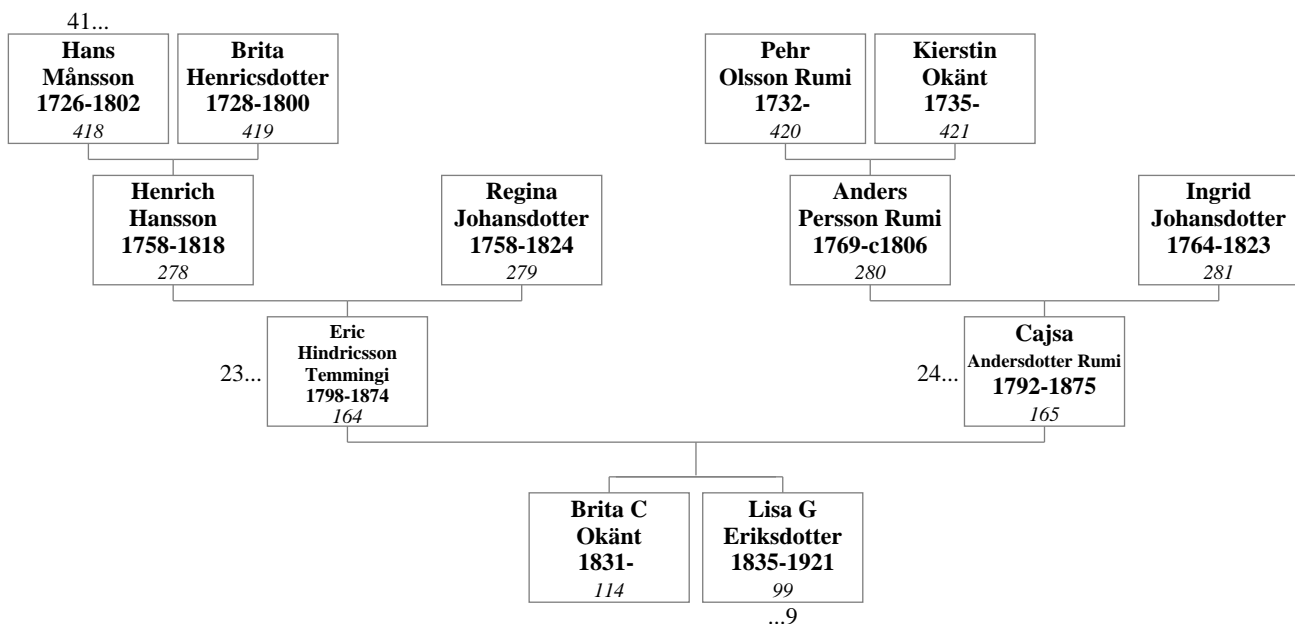 41...
Hans
Månsson
1726-1802
418
Brita
Henricsdotter
1728-1800
419
Pehr
Olsson Rumi
1732-
420
Kierstin
Okänt
1735-
421
Henrich
Hansson
1758-1818
278
Regina
Johansdotter
1758-1824
279
Anders
Persson Rumi
1769-c1806
280
Ingrid
Johansdotter
1764-1823
281
23...
Eric
Hindricsson
Temmingi
1798-1874
164
24...
Cajsa
Andersdotter Rumi
1792-1875
165
Brita C
Okänt
1831-
114
Lisa G
Eriksdotter
1835-1921
99
...9